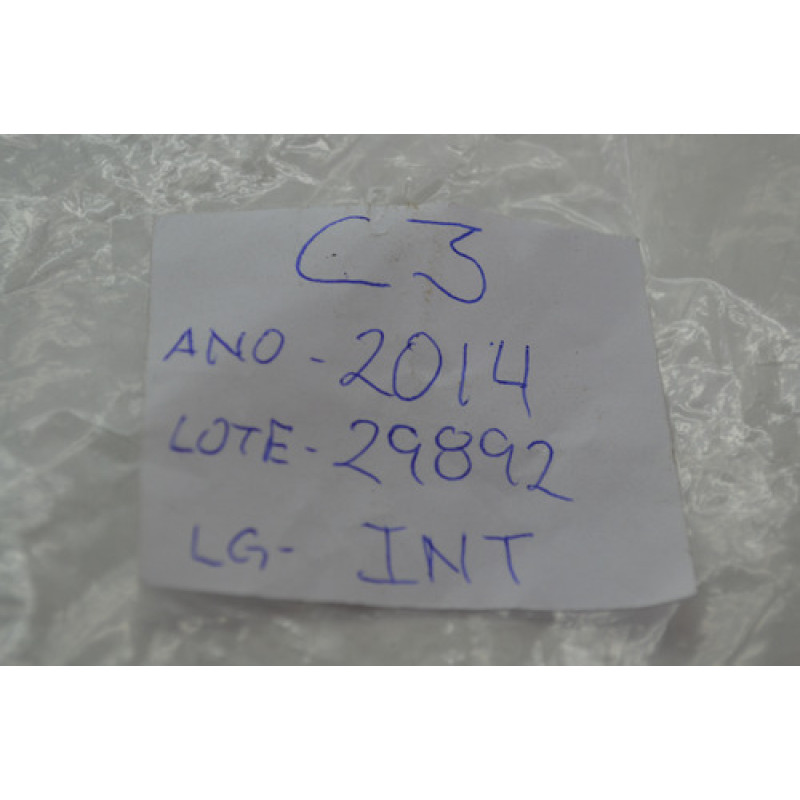 C3
ANO - 2014
LOTE - 29892
LG - INT